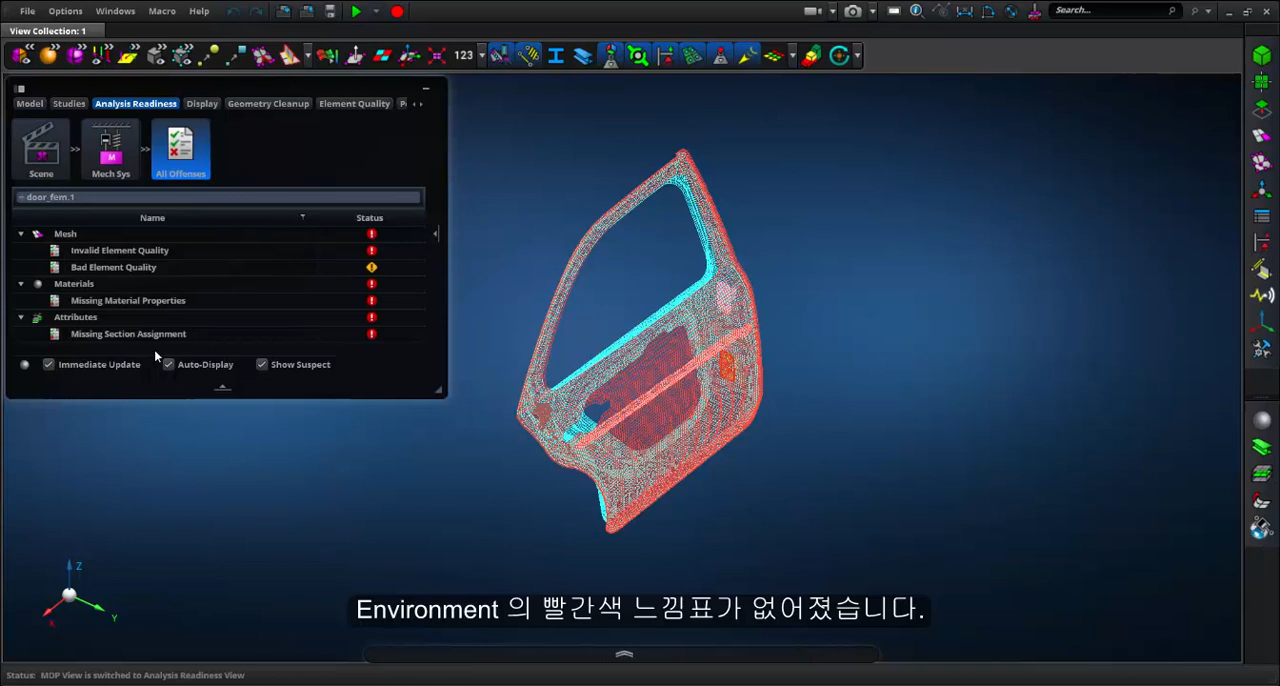 File Options Windows Macro Help Search...
View Collection: 1
123
Model Studies Analysis Readiness Display Geometry Cleanup Element Quality
Scene >> Mech Sys >> All Offenses
door_fem.1
Name Status
Mesh
Invalid Element Quality
Bad Element Quality
Materials
Missing Material Properties
Attributes
Missing Section Assignment
Immediate Update Auto-Display Show Suspect
M
Z
X Y
Environment 의 빨간색 느낌표가 없어졌습니다.
Status: MDP View is switched to Analysis Readiness View